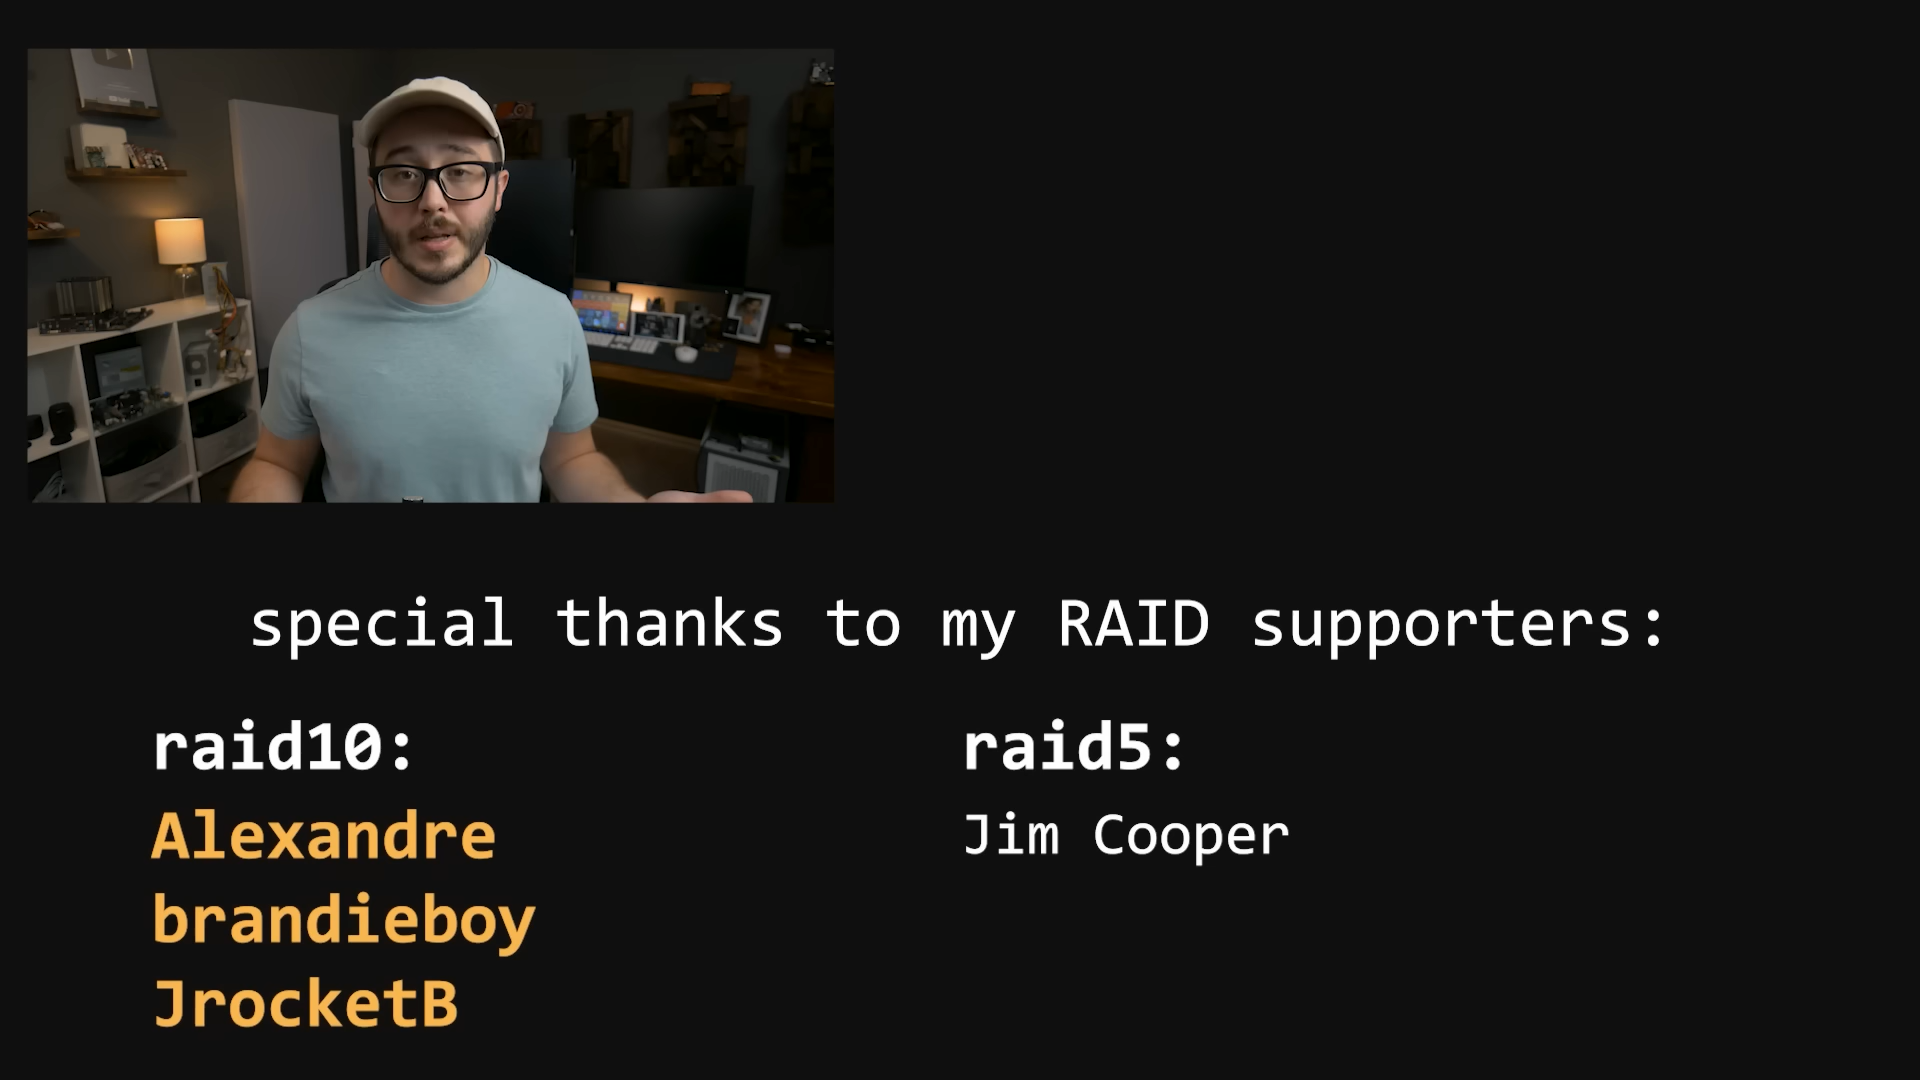 special thanks to my RAID supporters:
raid10:
Alexandre
brandieboy
JrocketB
raid5:
Jim Cooper